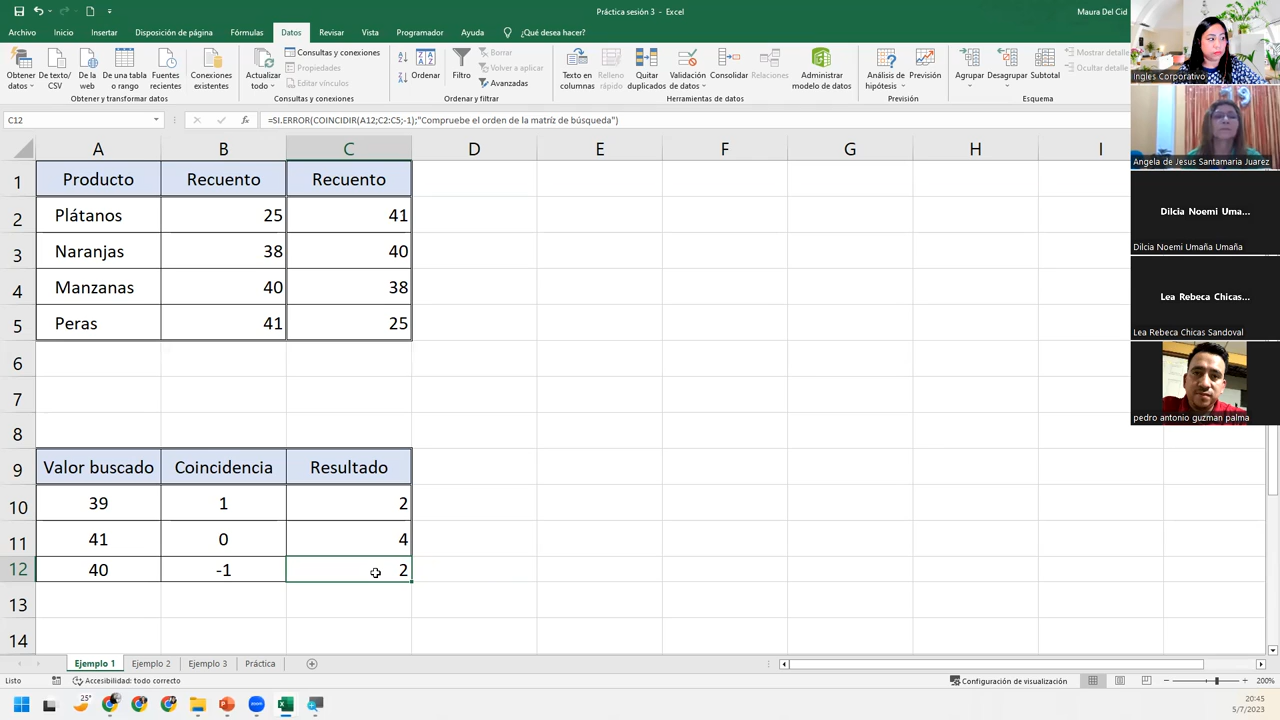 Práctica sesión 3 - Excel
Maura Del Cid
Archivo Inicio Insertar Disposición de página Fórmulas Datos Revisar Vista Programador Ayuda ¿Qué desea hacer?
Obtener datos
De texto/CSV
De la web
De una tabla o rango
Fuentes recientes
Conexiones existentes
Actualizar todo
Consultas y conexiones
Propiedades
Editar vínculos
Ordenar
Filtro
Borrar
Volver a aplicar
Avanzadas
Texto en columnas
Relleno rápido
Quitar duplicados
Validación de datos
Consolidar
Relaciones
Administrar modelo de datos
Análisis de hipótesis
Previsión
Agrupar
Desagrupar
Subtotal
Mostrar detalle
Ocultar detalle
Obtener y transformar datos
Consultas y conexiones
Ordenar y filtrar
Herramientas de datos
Previsión
Esquema
C12
fx
=SI.ERROR(COINCIDIR(A12;C2:C5;-1);"Compruebe el orden de la matríz de búsqueda")
A B C D E F G H I
1 Producto Recuento Recuento
2 Plátanos 25 41
3 Naranjas 38 40
4 Manzanas 40 38
5 Peras 41 25
6
7
8
9 Valor buscado Coincidencia Resultado
10 39 1 2
11 41 0 4
12 40 -1 2
13
14
Ejemplo 1 Ejemplo 2 Ejemplo 3 Práctica
Listo
Accesibilidad: todo correcto
Configuración de visualización
200%
25°
zoom
20:45
5/7/2023
Ingles Corporativo
Angela de Jesus Santamaria Juarez
Dilcia Noemi Uma...
Dilcia Noemi Umaña Umaña
Lea Rebeca Chicas...
Lea Rebeca Chicas Sandoval
pedro antonio guzman palma